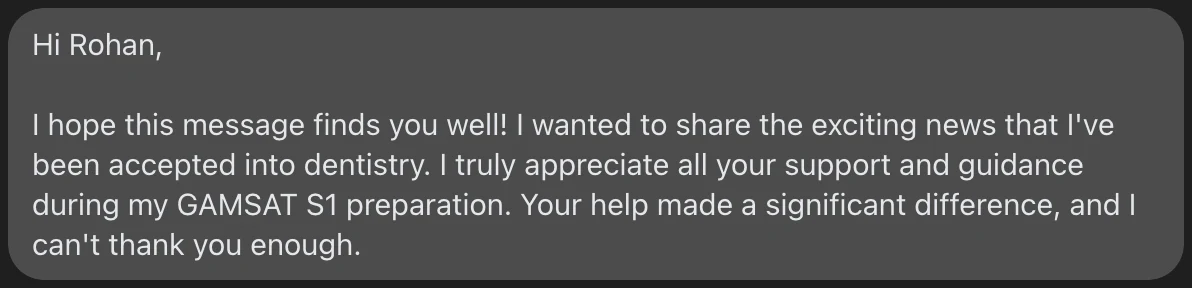 Hi Rohan,
I hope this message finds you well! I wanted to share the exciting news that I've
been accepted into dentistry. I truly appreciate all your support and guidance
during my GAMSAT S1 preparation. Your help made a significant difference, and I
can't thank you enough.